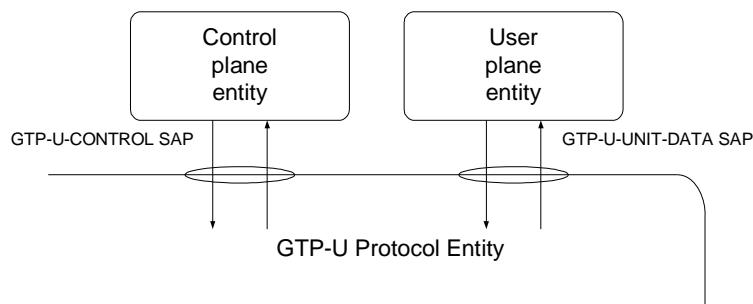 Control
plane
entity
User
plane
entity
GTP-U-CONTROL SAP
GTP-U-UNIT-DATA SAP
GTP-U Protocol Entity